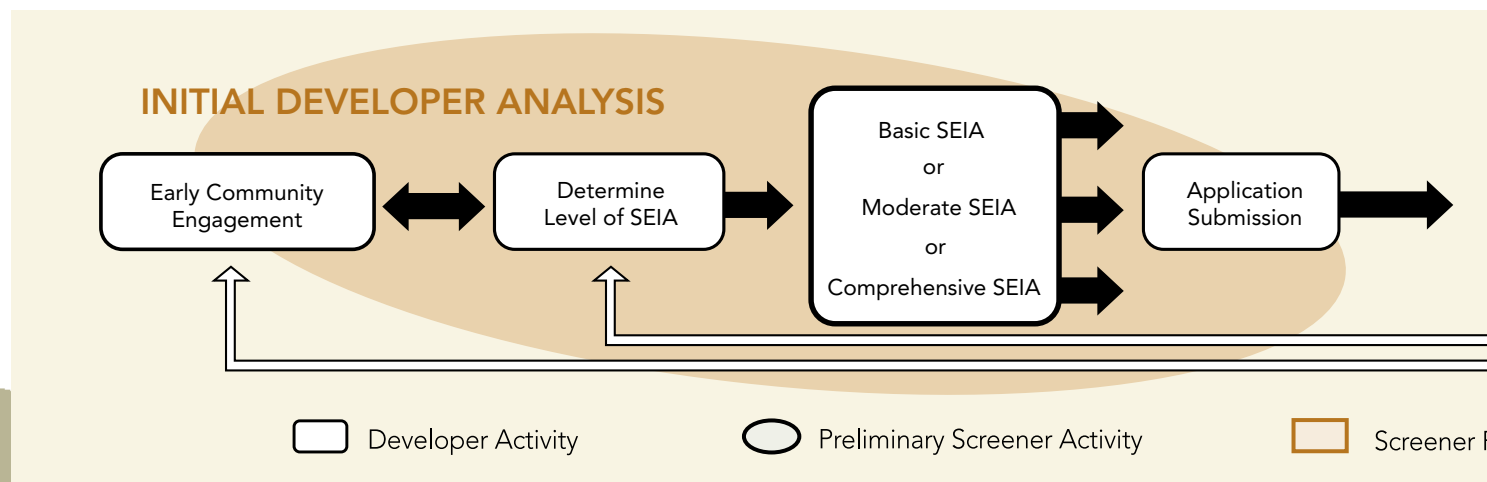 INITIAL DEVELOPER ANALYSIS
Early Community
Engagement
Determine
Level of SEIA
Basic SEIA
or
Moderate SEIA
or
Comprehensive SEIA
Application
Submission
Developer Activity
Preliminary Screener Activity
Screener